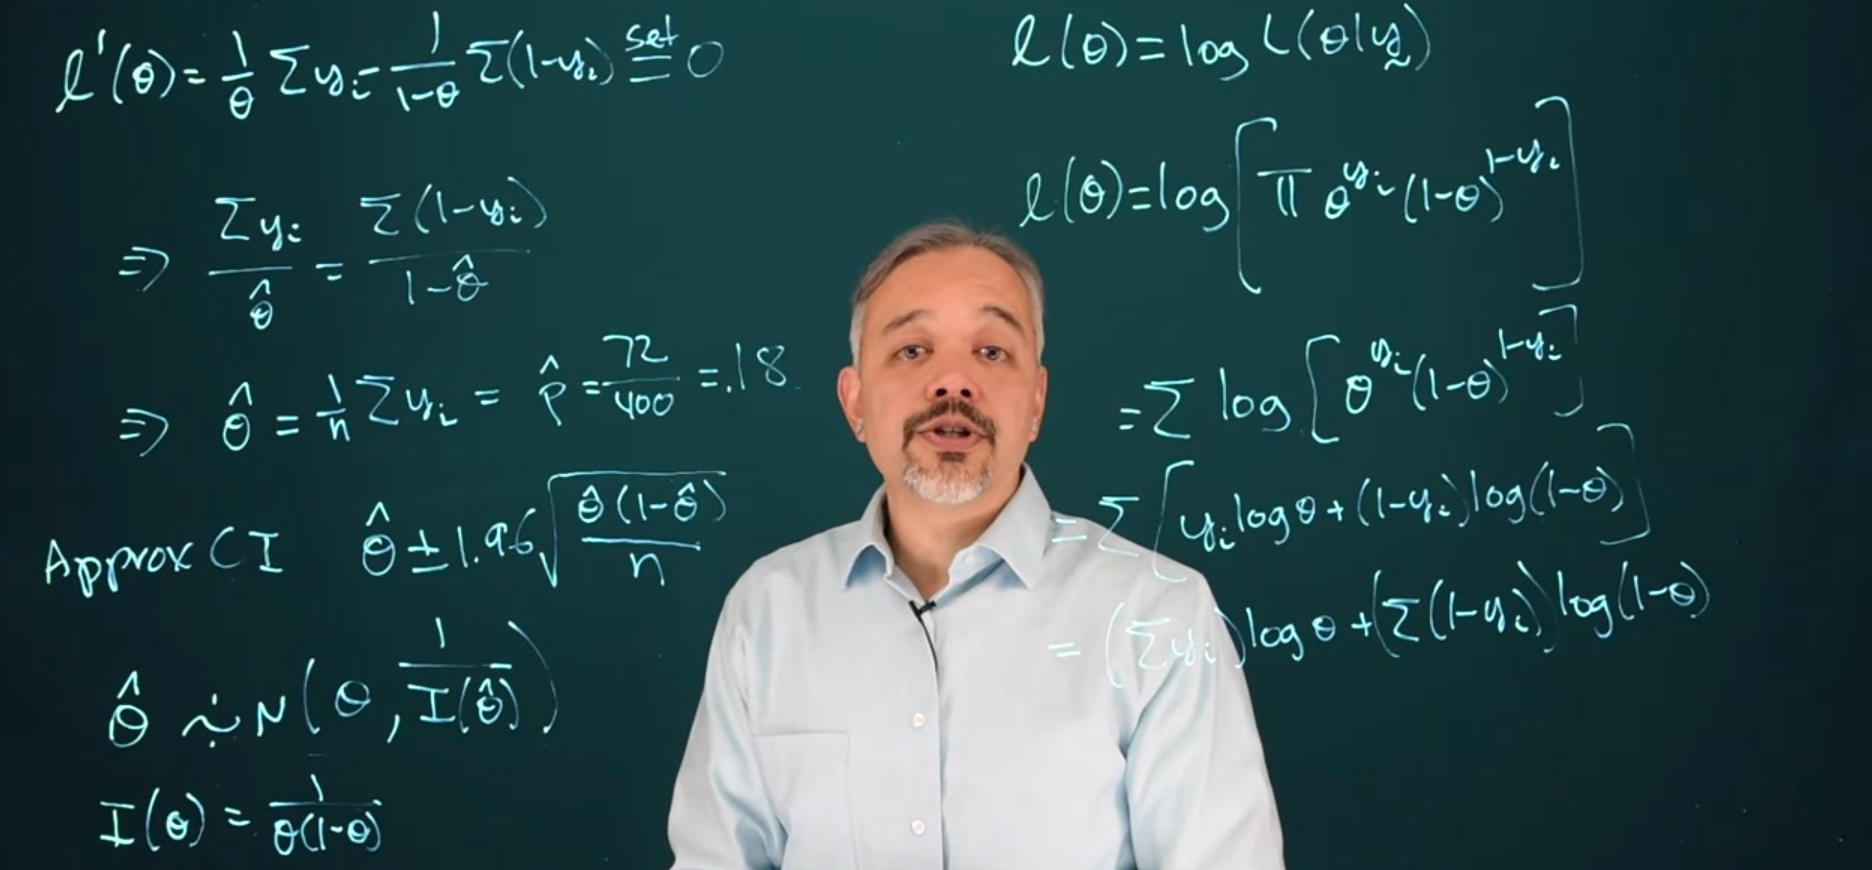 l'(θ) = 1/θ Σyᵢ - 1/(1-θ) Σ(1-yᵢ) set= 0
⇒ Σyᵢ/θ̂ = Σ(1-yᵢ)/(1-θ̂)
⇒ θ̂ = 1/n Σyᵢ = p̂ = 72/400 = .18
Approx CI θ̂ ± 1.96√(θ̂(1-θ̂)/n)
θ̂ ~̇ N(θ, 1/I(θ̂))
I(θ) = 1/(θ(1-θ))
l(θ) = log L(θ|y̰)
l(θ) = log[Π θ^yᵢ (1-θ)^(1-yᵢ)]
= Σ log[θ^yᵢ (1-θ)^(1-yᵢ)]
= Σ[yᵢ log θ + (1-yᵢ) log(1-θ)]
= (Σyᵢ) log θ + (Σ(1-yᵢ)) log(1-θ)